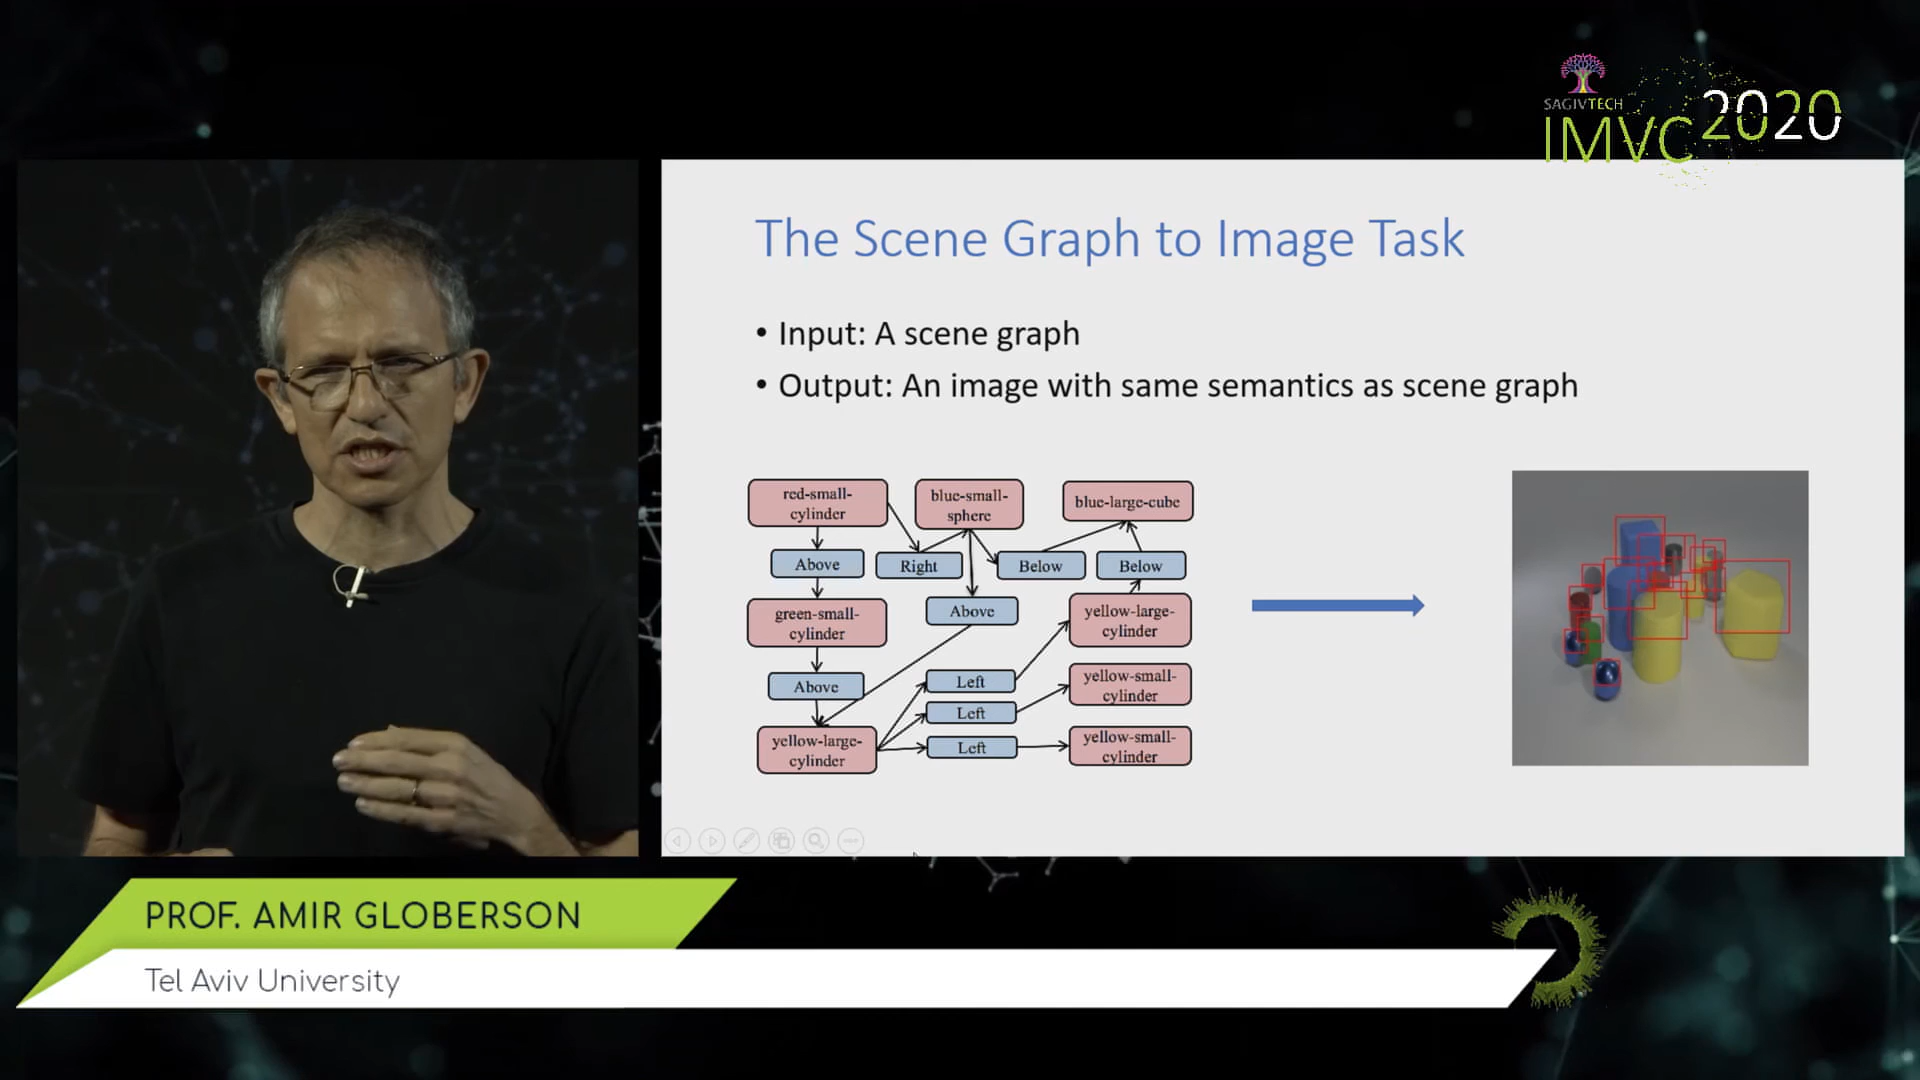 SAGIVTECH
IMVC 2020
The Scene Graph to Image Task
• Input: A scene graph
• Output: An image with same semantics as scene graph
red-small-
cylinder
blue-small-
sphere
blue-large-cube
Above
Right
Below
Below
green-small-
cylinder
Above
yellow-large-
cylinder
Above
Left
Left
Left
yellow-small-
cylinder
yellow-large-
cylinder
yellow-small-
cylinder
PROF. AMIR GLOBERSON
Tel Aviv University